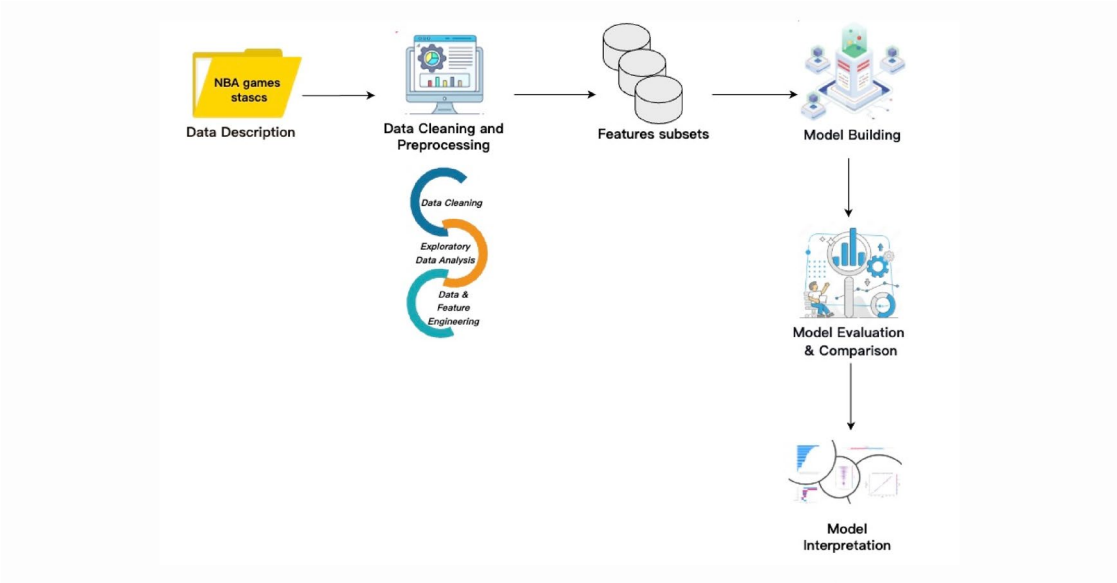 NBA games
stascs
Data Description
Data Cleaning and
Preprocessing
Data Cleaning
Exploratory
Data Analysis
Data &
Feature
Engineering
Features subsets
Model Building
Model Evaluation
& Comparison
Model
Interpretation